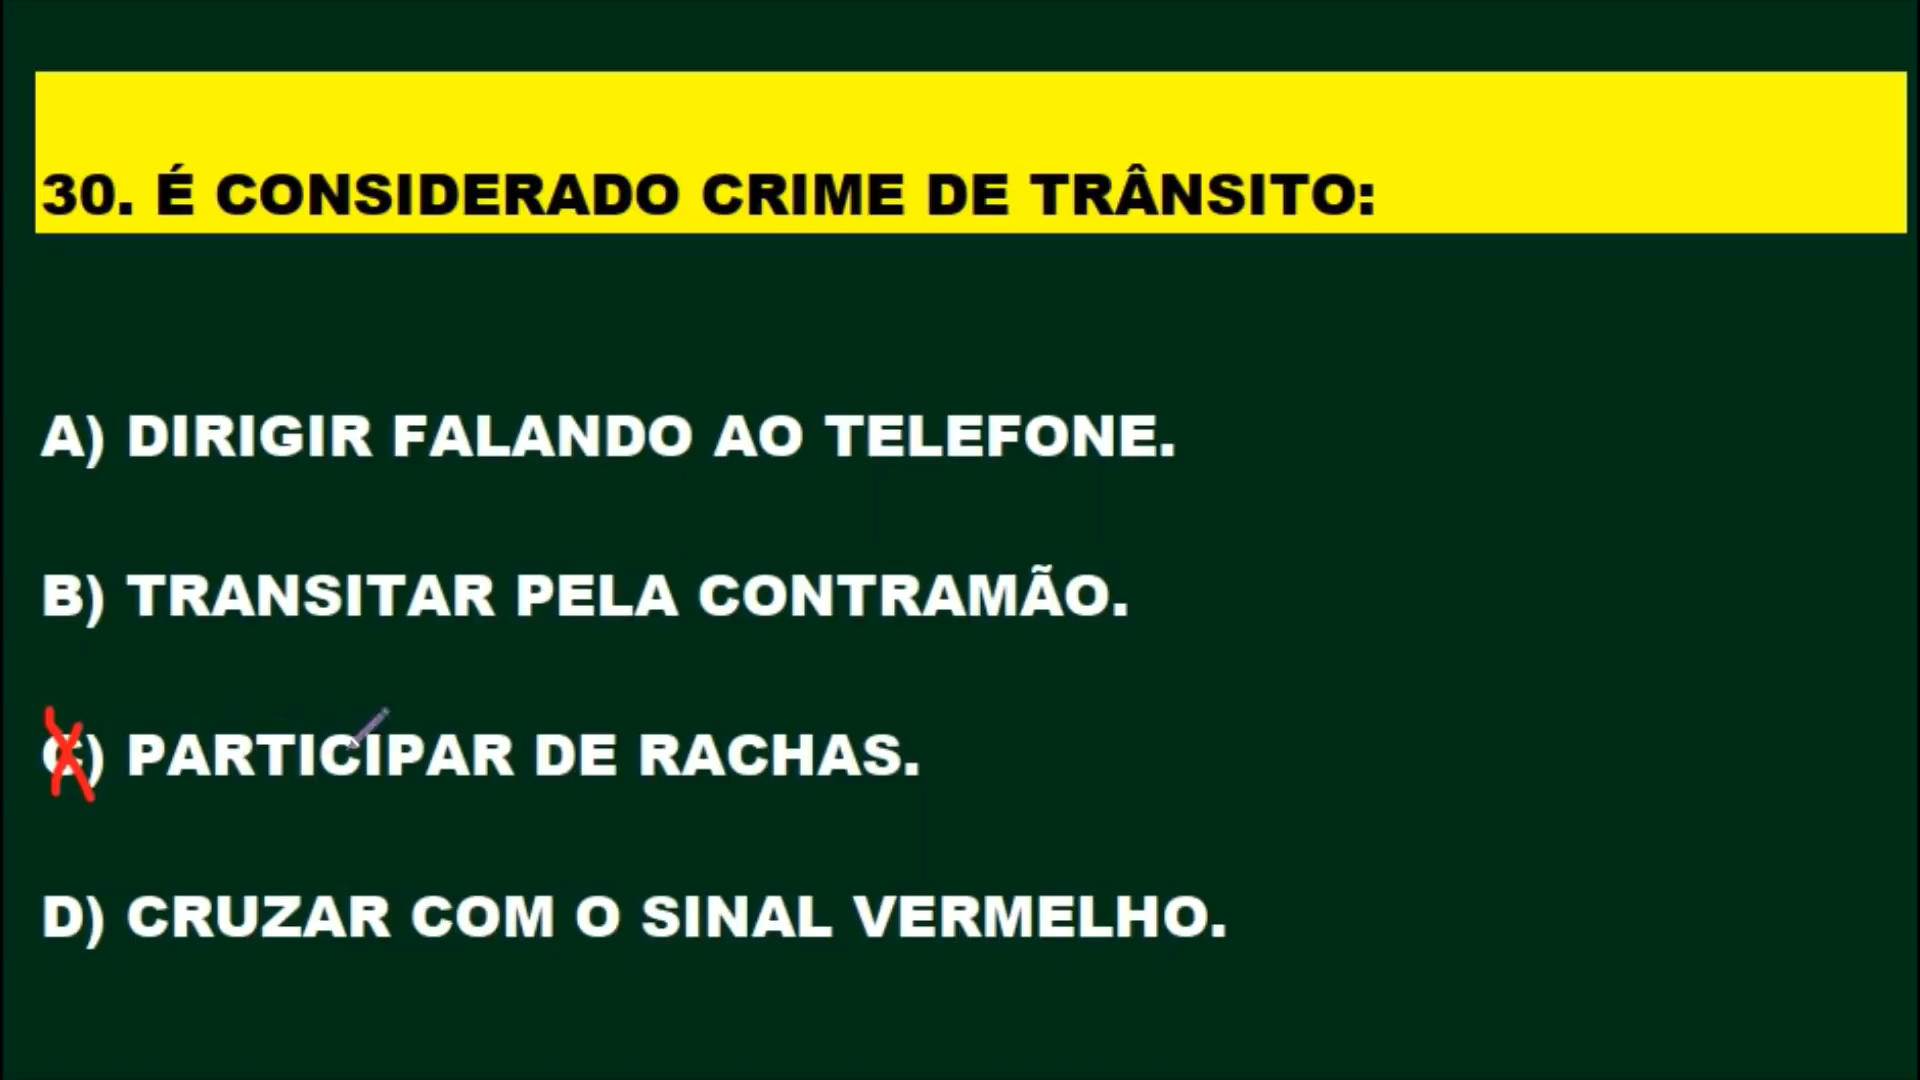 30. É CONSIDERADO CRIME DE TRÂNSITO:
A) DIRIGIR FALANDO AO TELEFONE.
B) TRANSITAR PELA CONTRAMÃO.
C) PARTICIPAR DE RACHAS.
D) CRUZAR COM O SINAL VERMELHO.